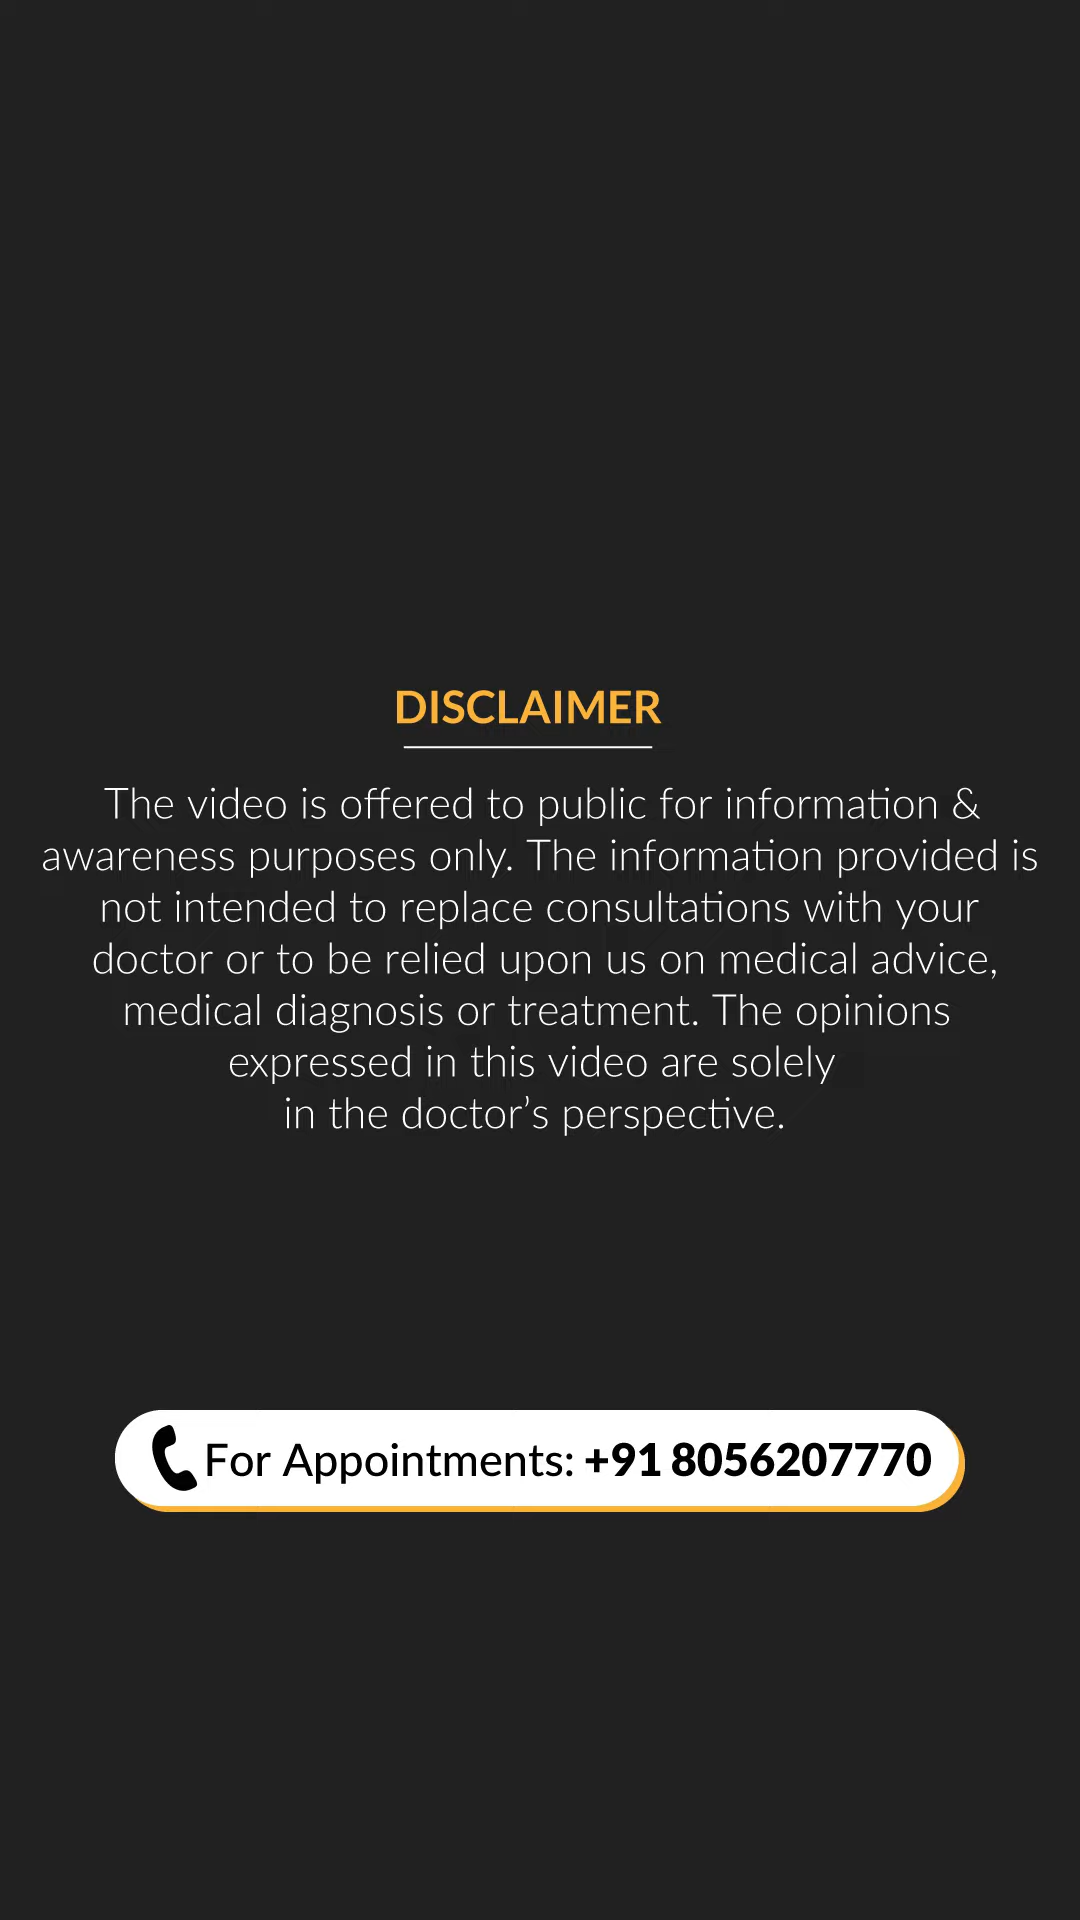 DISCLAIMER
The video is offered to public for information &
awareness purposes only. The information provided is
not intended to replace consultations with your
doctor or to be relied upon us on medical advice,
medical diagnosis or treatment. The opinions
expressed in this video are solely
in the doctor’s perspective.
For Appointments: +91 8056207770